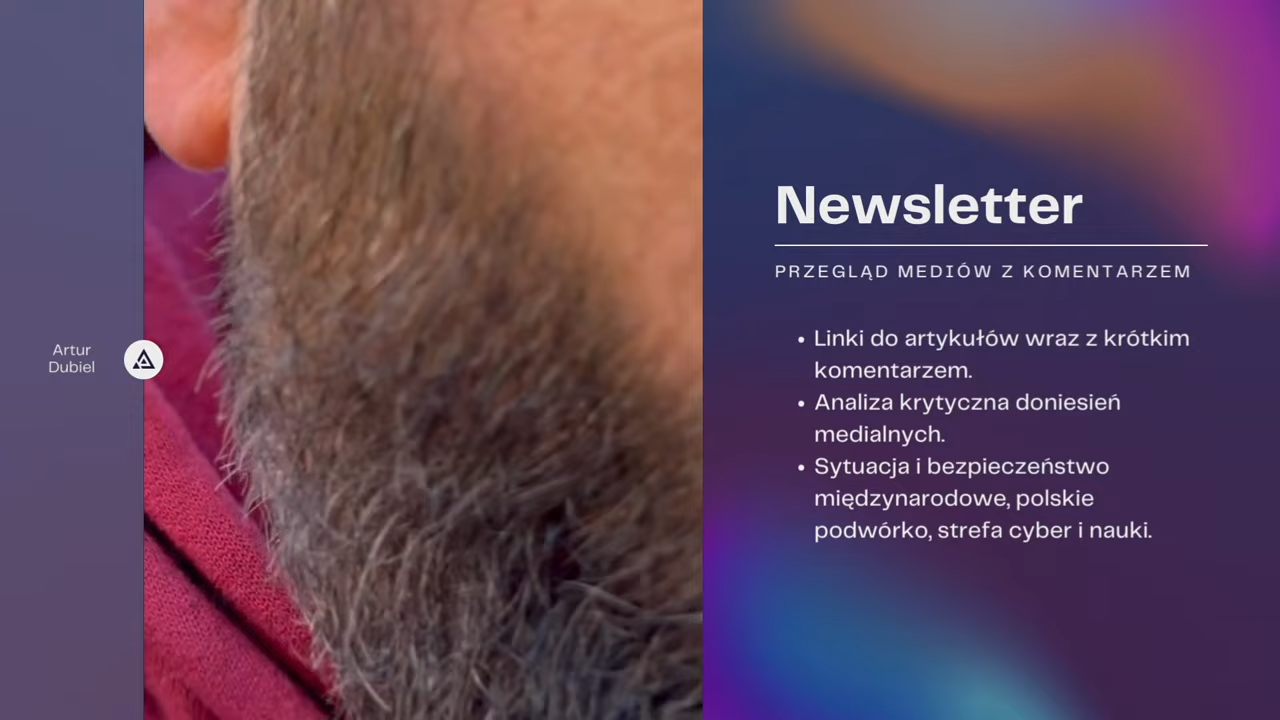 Artur
Dubiel
Newsletter
PRZEGLĄD MEDIÓW Z KOMENTARZEM
• Linki do artykułów wraz z krótkim
komentarzem.
• Analiza krytyczna doniesień
medialnych.
• Sytuacja i bezpieczeństwo
międzynarodowe, polskie
podwórko, strefa cyber i nauki.